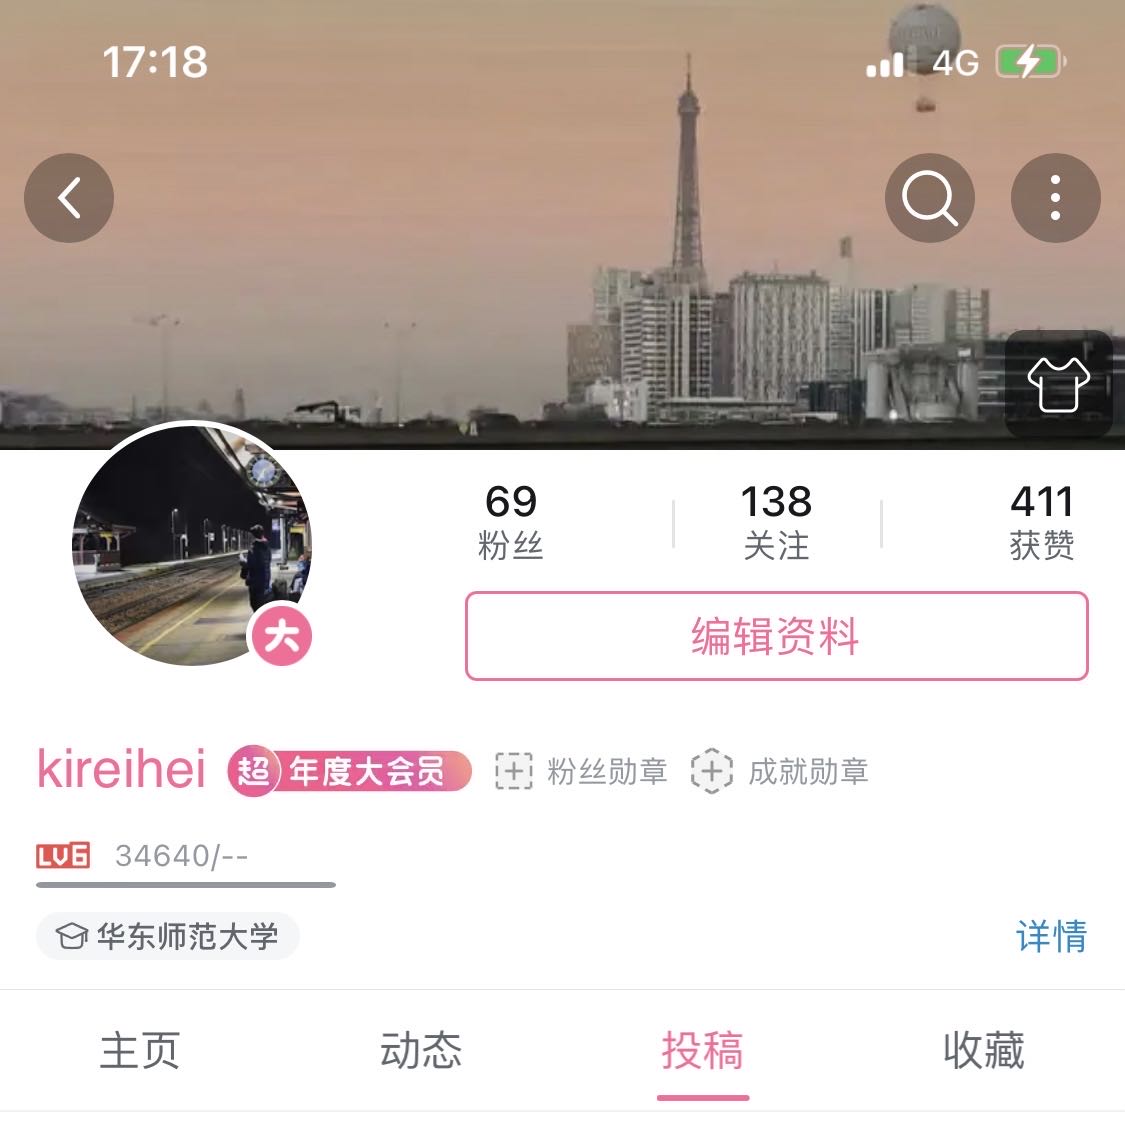 17:18 4G
69 138 411
粉丝 关注 获赞
大 编辑资料
kireihei 超 年度大会员 粉丝勋章 成就勋章
LV6 34640/--
华东师范大学 详情
主页 动态 投稿 收藏